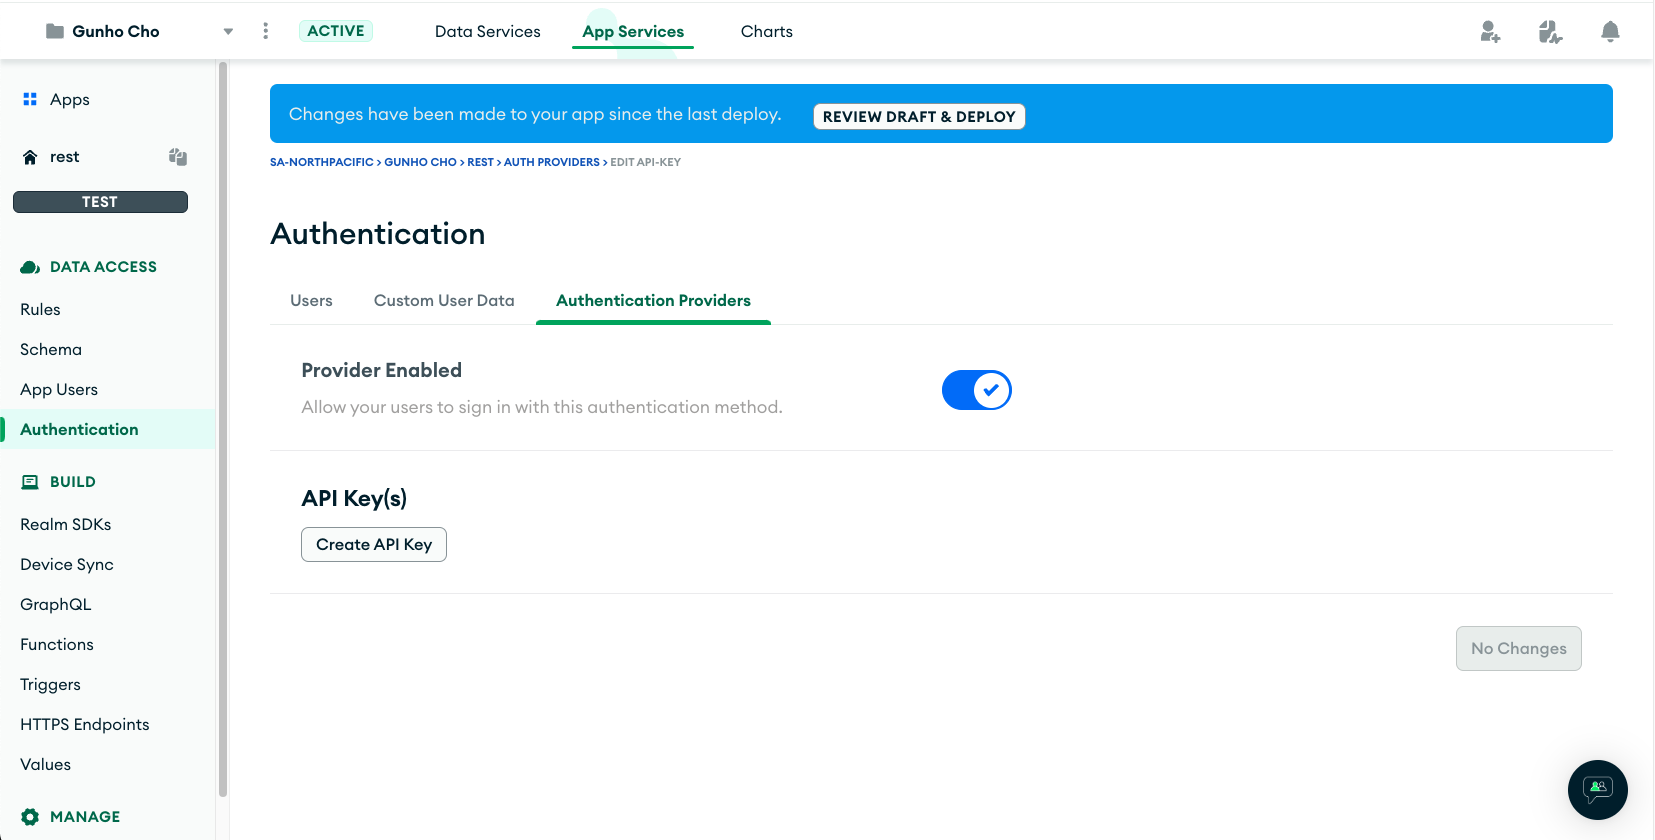 Gunho Cho
ACTIVE
Data Services
App Services
Charts
Apps
rest
TEST
DATA ACCESS
Rules
Schema
App Users
Authentication
BUILD
Realm SDKs
Device Sync
GraphQL
Functions
Triggers
HTTPS Endpoints
Values
MANAGE
Changes have been made to your app since the last deploy.
REVIEW DRAFT & DEPLOY
SA-NORTHPACIFIC > GUNHO CHO > REST > AUTH PROVIDERS > EDIT API-KEY
Authentication
Users
Custom User Data
Authentication Providers
Provider Enabled
Allow your users to sign in with this authentication method.
API Key(s)
Create API Key
No Changes